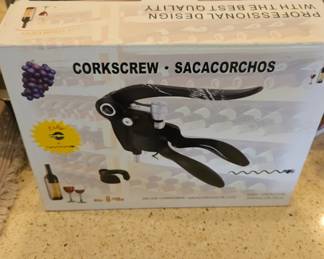 PROFESSIONAL DESIGN
WITH THE BEST QUALITY
CORKSCREW · SACACORCHOS